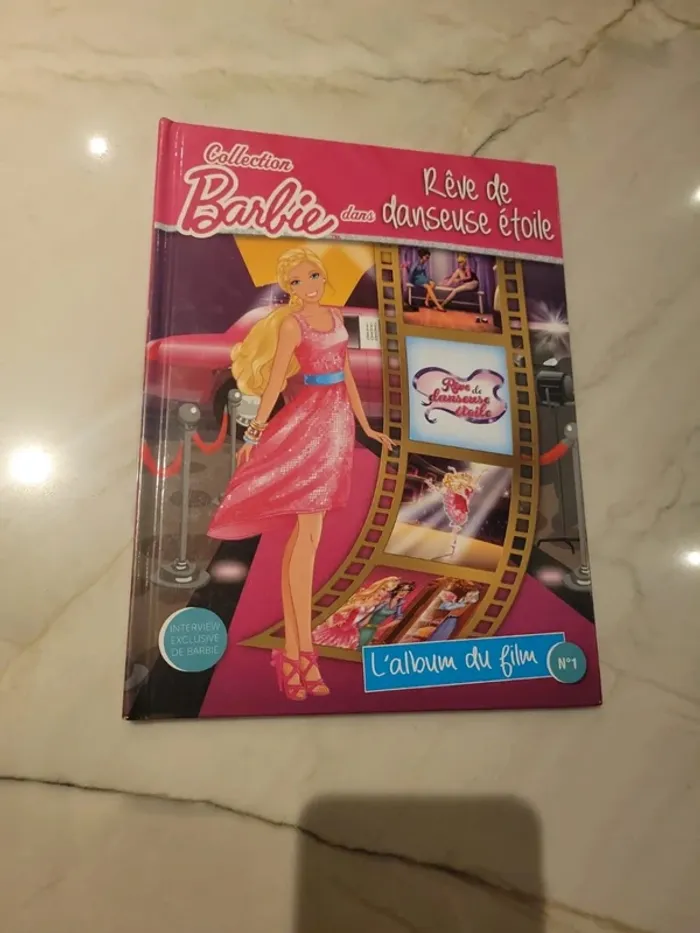 Collection
Barbie dans
Rêve de
danseuse étoile
Rêve de
danseuse
étoile
INTERVIEW
EXCLUSIVE
DE BARBIE
L'album du film
N°1